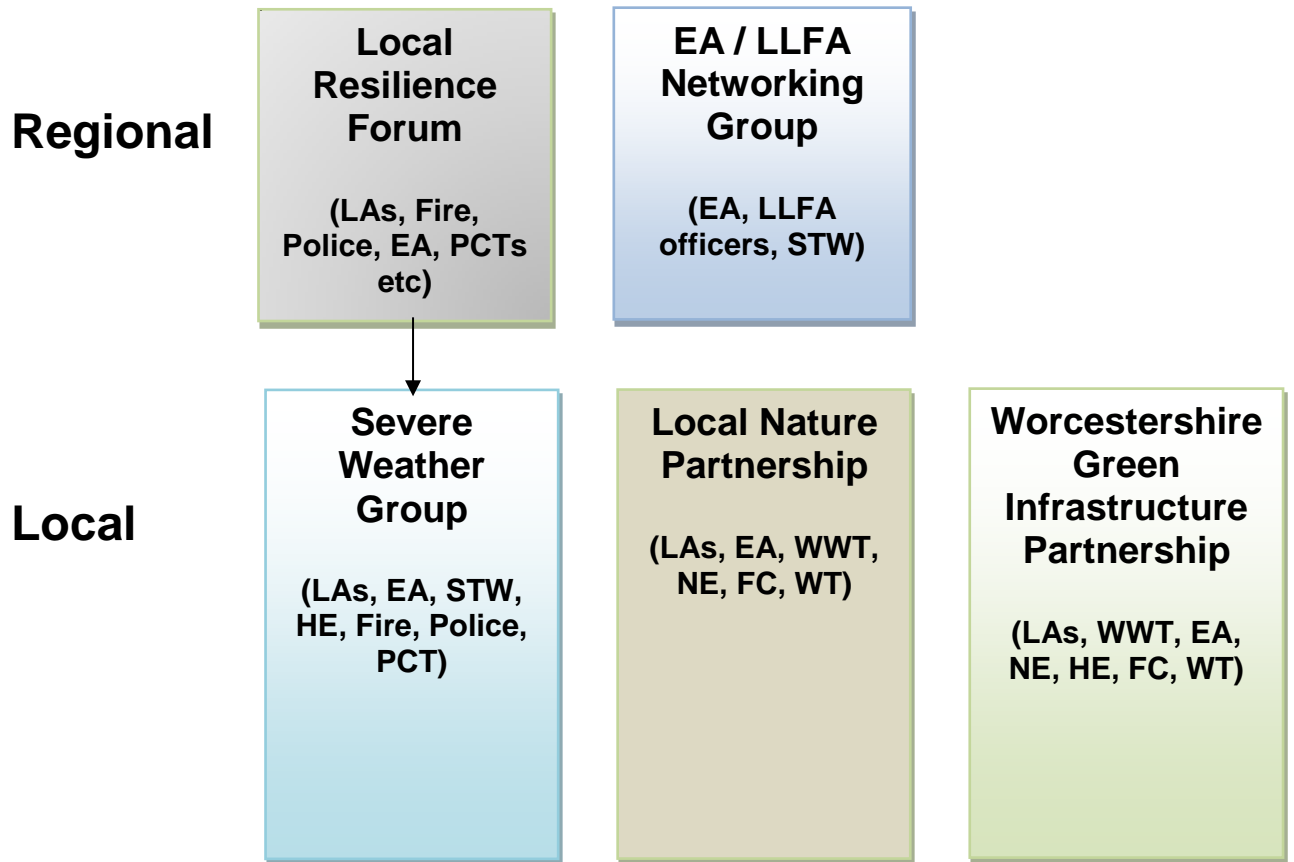 Regional
Local
Resilience
Forum
(LAs, Fire,
Police, EA, PCTs
etc)
EA / LLFA
Networking
Group
(EA, LLFA
officers, STW)
Local
Severe
Weather
Group
(LAs, EA, STW,
HE, Fire, Police,
PCT)
Local Nature
Partnership
(LAs, EA, WWT,
NE, FC, WT)
Worcestershire
Green
Infrastructure
Partnership
(LAs, WWT, EA,
NE, HE, FC, WT)